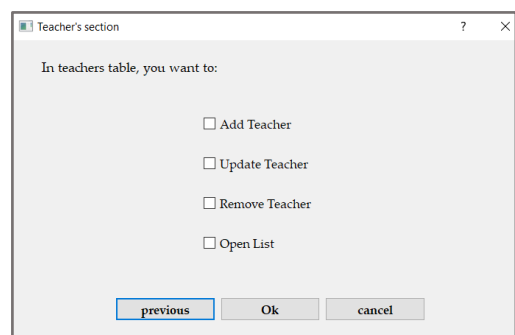 Teacher's section
In teachers table, you want to:
Add Teacher
Update Teacher
Remove Teacher
Open List
previous Ok cancel